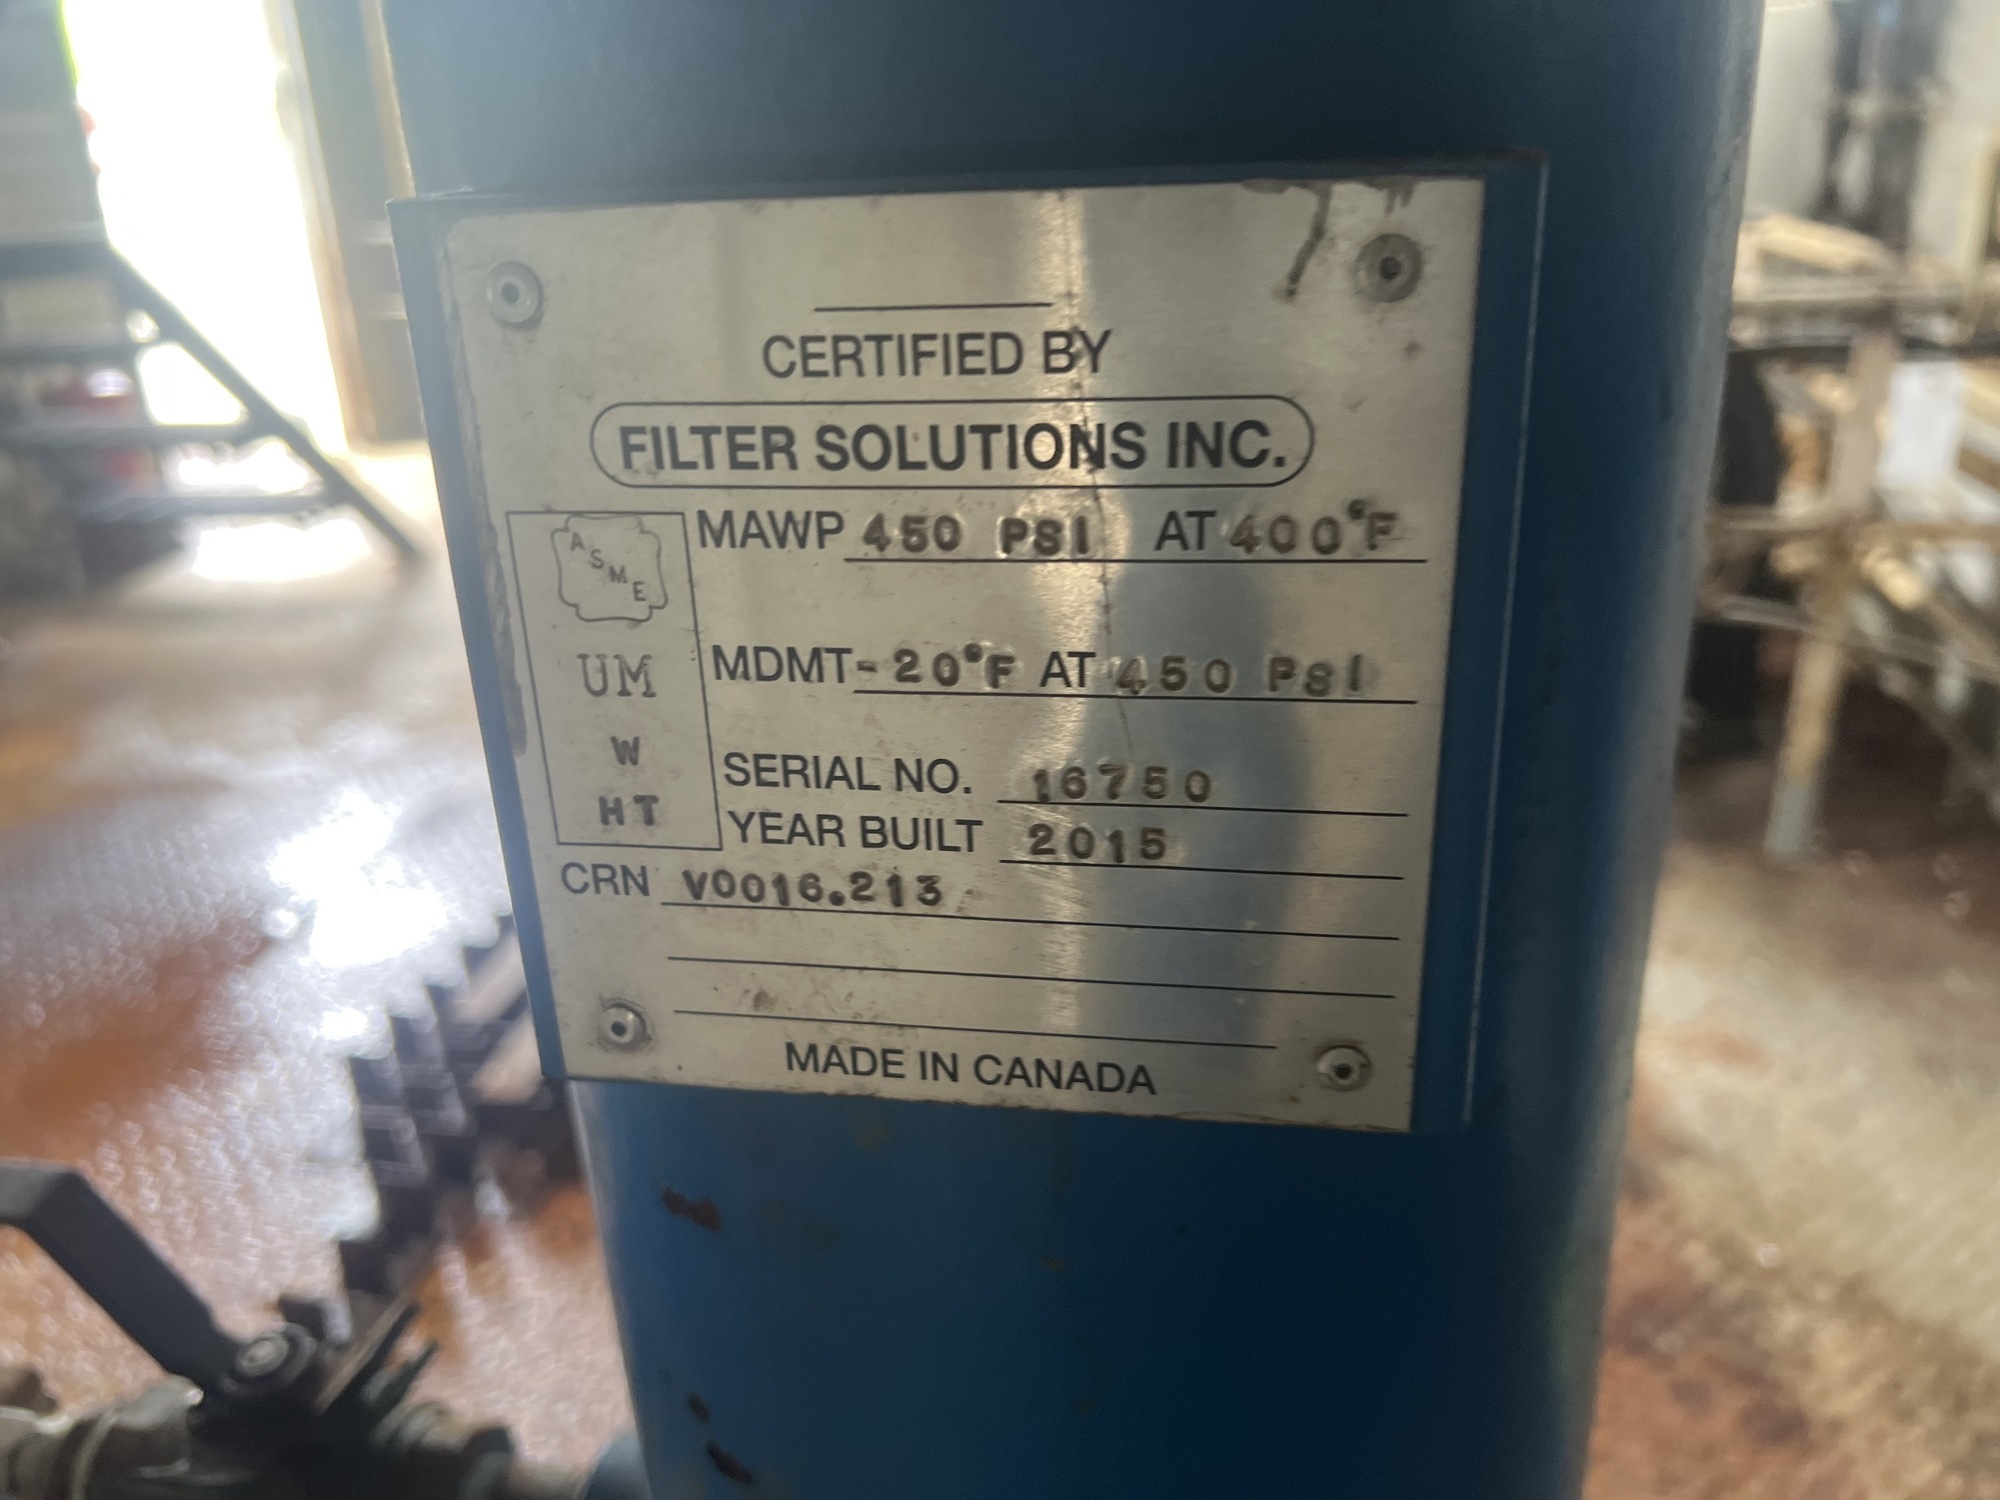 CERTIFIED BY
FILTER SOLUTIONS INC.
ASME
UM
W
HT
MAWP 450 PSI AT 400°F
MDMT -20°F AT 450 PSI
SERIAL NO. 16750
YEAR BUILT 2015
CRN V0016.213
MADE IN CANADA